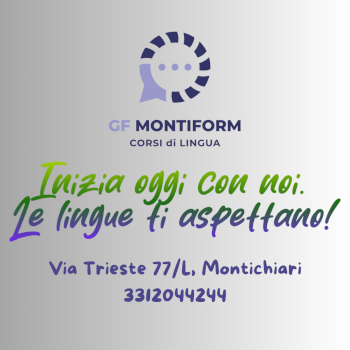 GF MONTIFORM
CORSI di LINGUA
Inizia oggi con noi.
Le lingue ti aspettano!
Via Trieste 77/L, Montichiari
3312044244